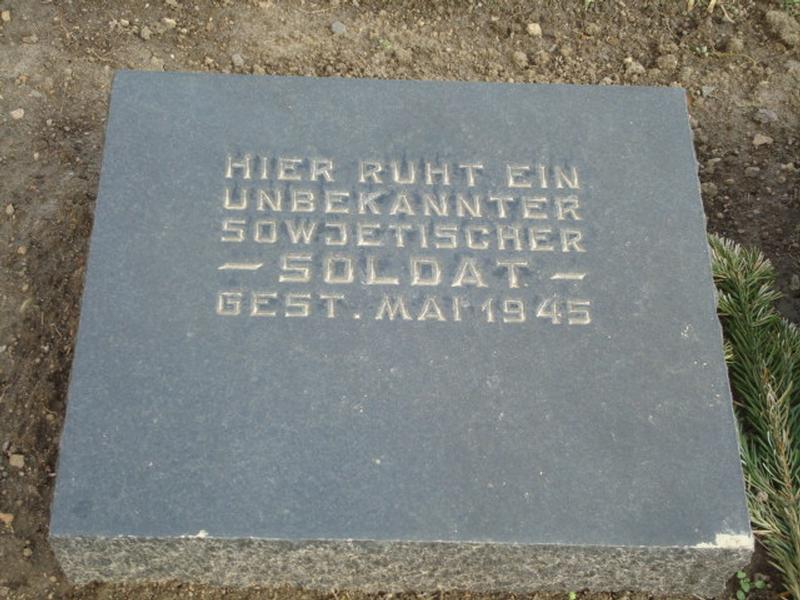 HIER RUHT EIN
UNBEKANNTER
SOWJETISCHER
— SOLDAT —
GEST. MAI 1945